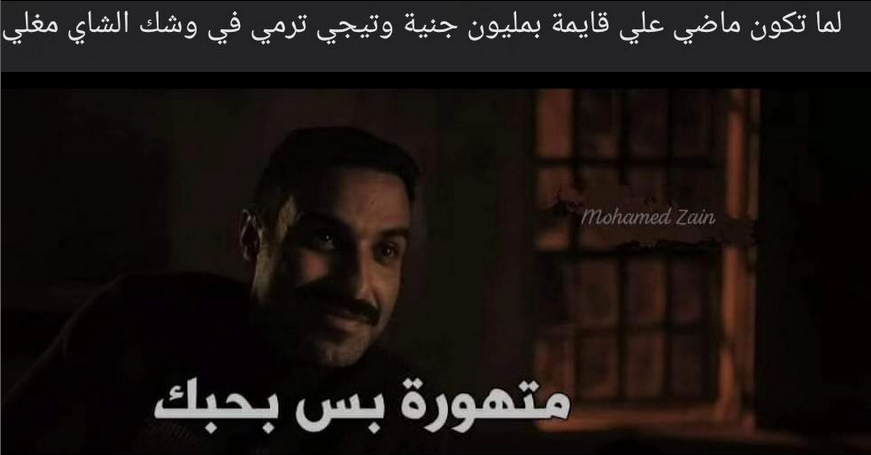 لما تكون ماضي علي قايمة بمليون جنية وتيجي ترمي في وشك الشاي مغلي
Mohamed Zain
متهورة بس بحبك